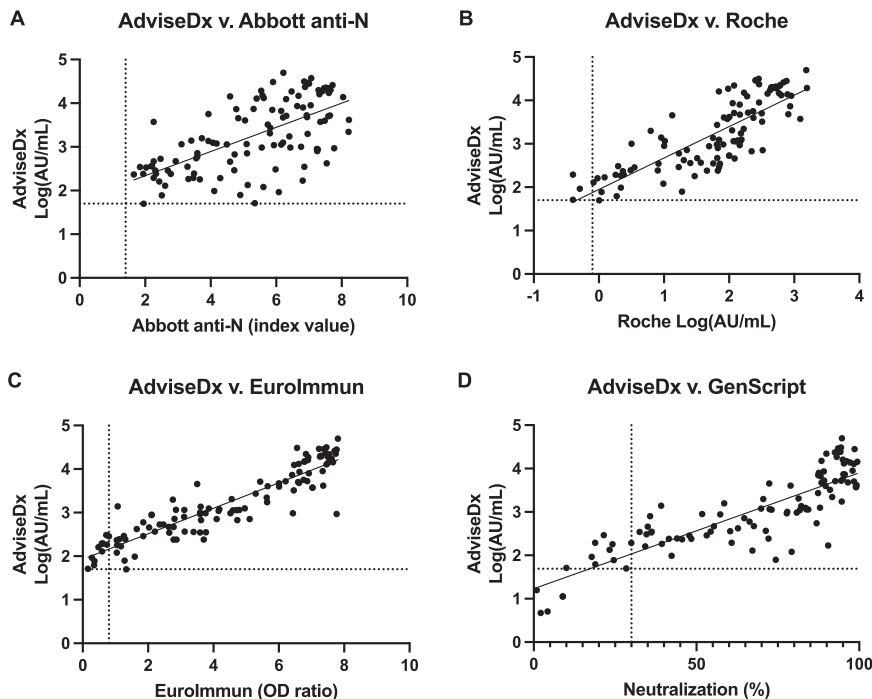 A
AdviseDx v. Abbott anti-N
5
4
3
2
1
0
AdviseDx
Log(AU/mL)
0
2
4
6
8
10
Abbott anti-N (index value)
B
AdviseDx v. Roche
5
4
3
2
1
0
AdviseDx
Log(AU/mL)
-1
0
1
2
3
4
Roche Log(AU/mL)
C
AdviseDx v. EuroImmun
5
4
3
2
1
0
AdviseDx
Log(AU/mL)
0
2
4
6
8
10
EuroImmun (OD ratio)
D
AdviseDx v. GenScript
5
4
3
2
1
0
AdviseDx
Log(AU/mL)
0
50
100
Neutralization (%)